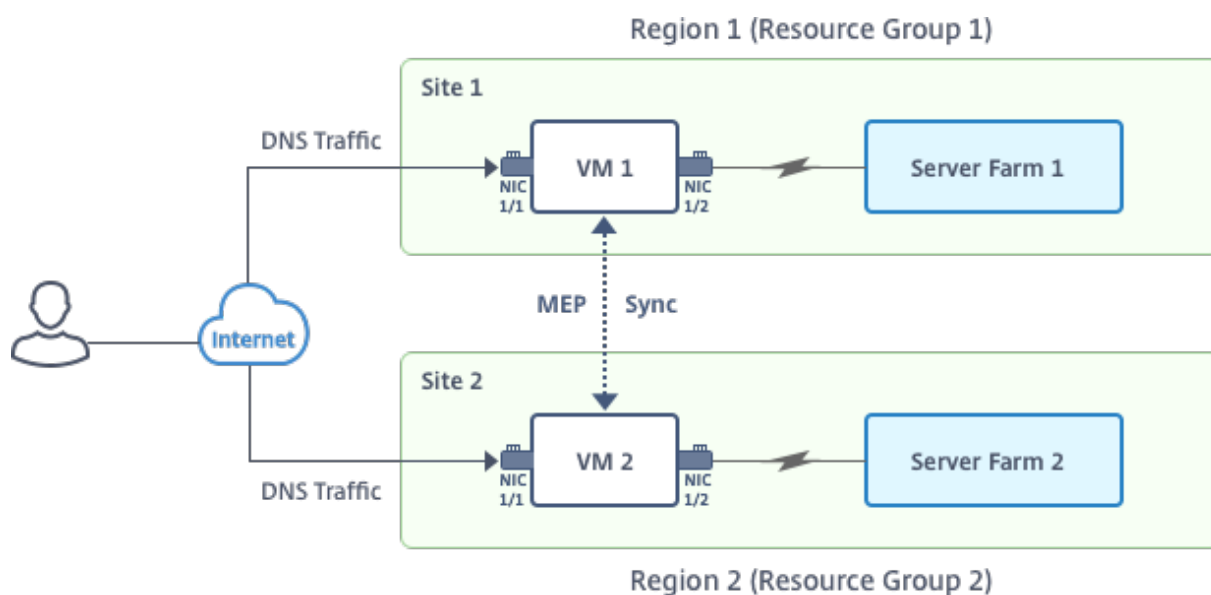 Region 1 (Resource Group 1)
Site 1
DNS Traffic
VM 1
NIC
1/1
NIC
1/2
Server Farm 1
MEP Sync
Internet
Site 2
VM 2
NIC
1/1
NIC
1/2
Server Farm 2
DNS Traffic
Region 2 (Resource Group 2)